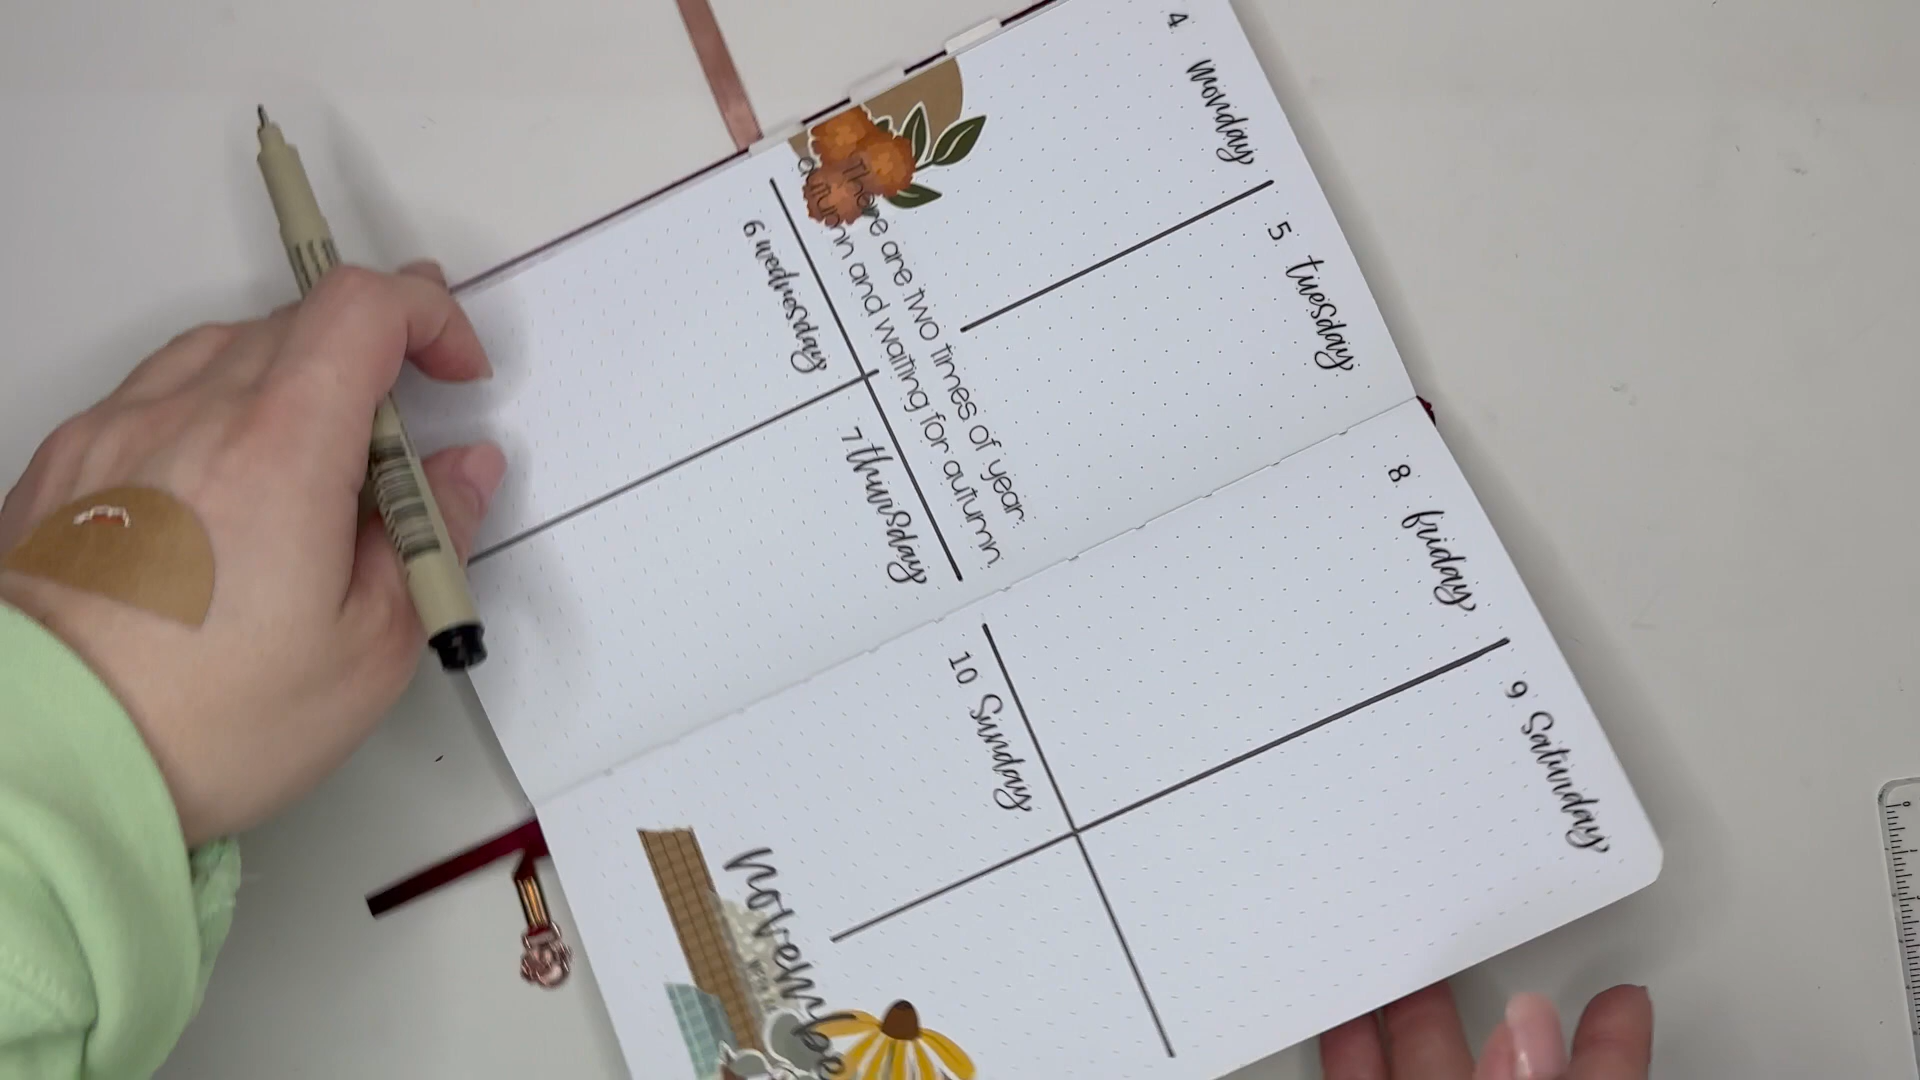 4 monday
5 tuesday
There are two times of year:
autumn and waiting for autumn.
6 wednesday
7 thursday
8 friday
9 Saturday
10 Sunday
novembe